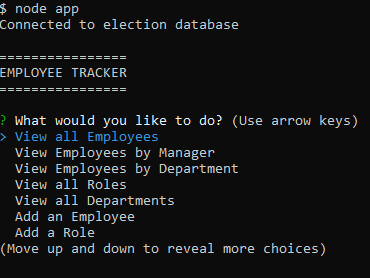 $ node app
Connected to election database
================
EMPLOYEE TRACKER
================
? What would you like to do? (Use arrow keys)
> View all Employees
View Employees by Manager
View Employees by Department
View all Roles
View all Departments
Add an Employee
Add a Role
(Move up and down to reveal more choices)